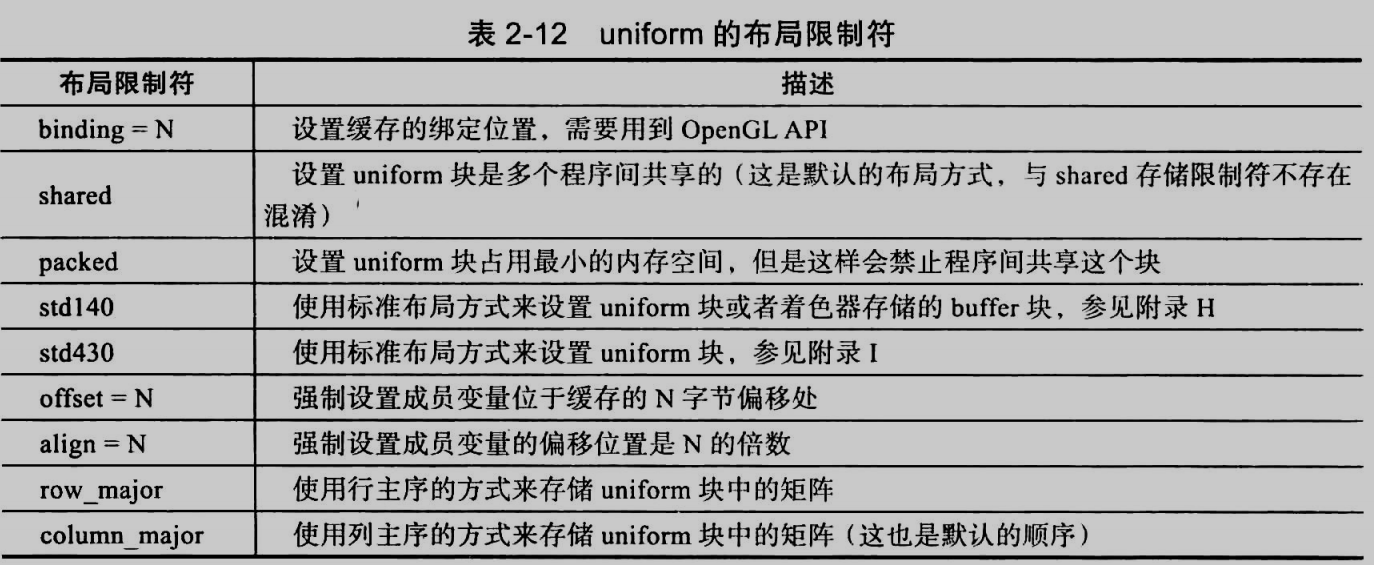 表 2-12 uniform 的布局限制符
布局限制符 描述
binding = N 设置缓存的绑定位置，需要用到 OpenGL API
shared 设置 uniform 块是多个程序间共享的（这是默认的布局方式，与 shared 存储限制符不存在
混淆）
packed 设置 uniform 块占用最小的内存空间，但是这样会禁止程序间共享这个块
std140 使用标准布局方式来设置 uniform 块或者着色器存储的 buffer 块，参见附录 H
std430 使用标准布局方式来设置 uniform 块，参见附录 I
offset = N 强制设置成员变量位于缓存的 N 字节偏移处
align = N 强制设置成员变量的偏移位置是 N 的倍数
row_major 使用行主序的方式来存储 uniform 块中的矩阵
column_major 使用列主序的方式来存储 uniform 块中的矩阵（这也是默认的顺序）